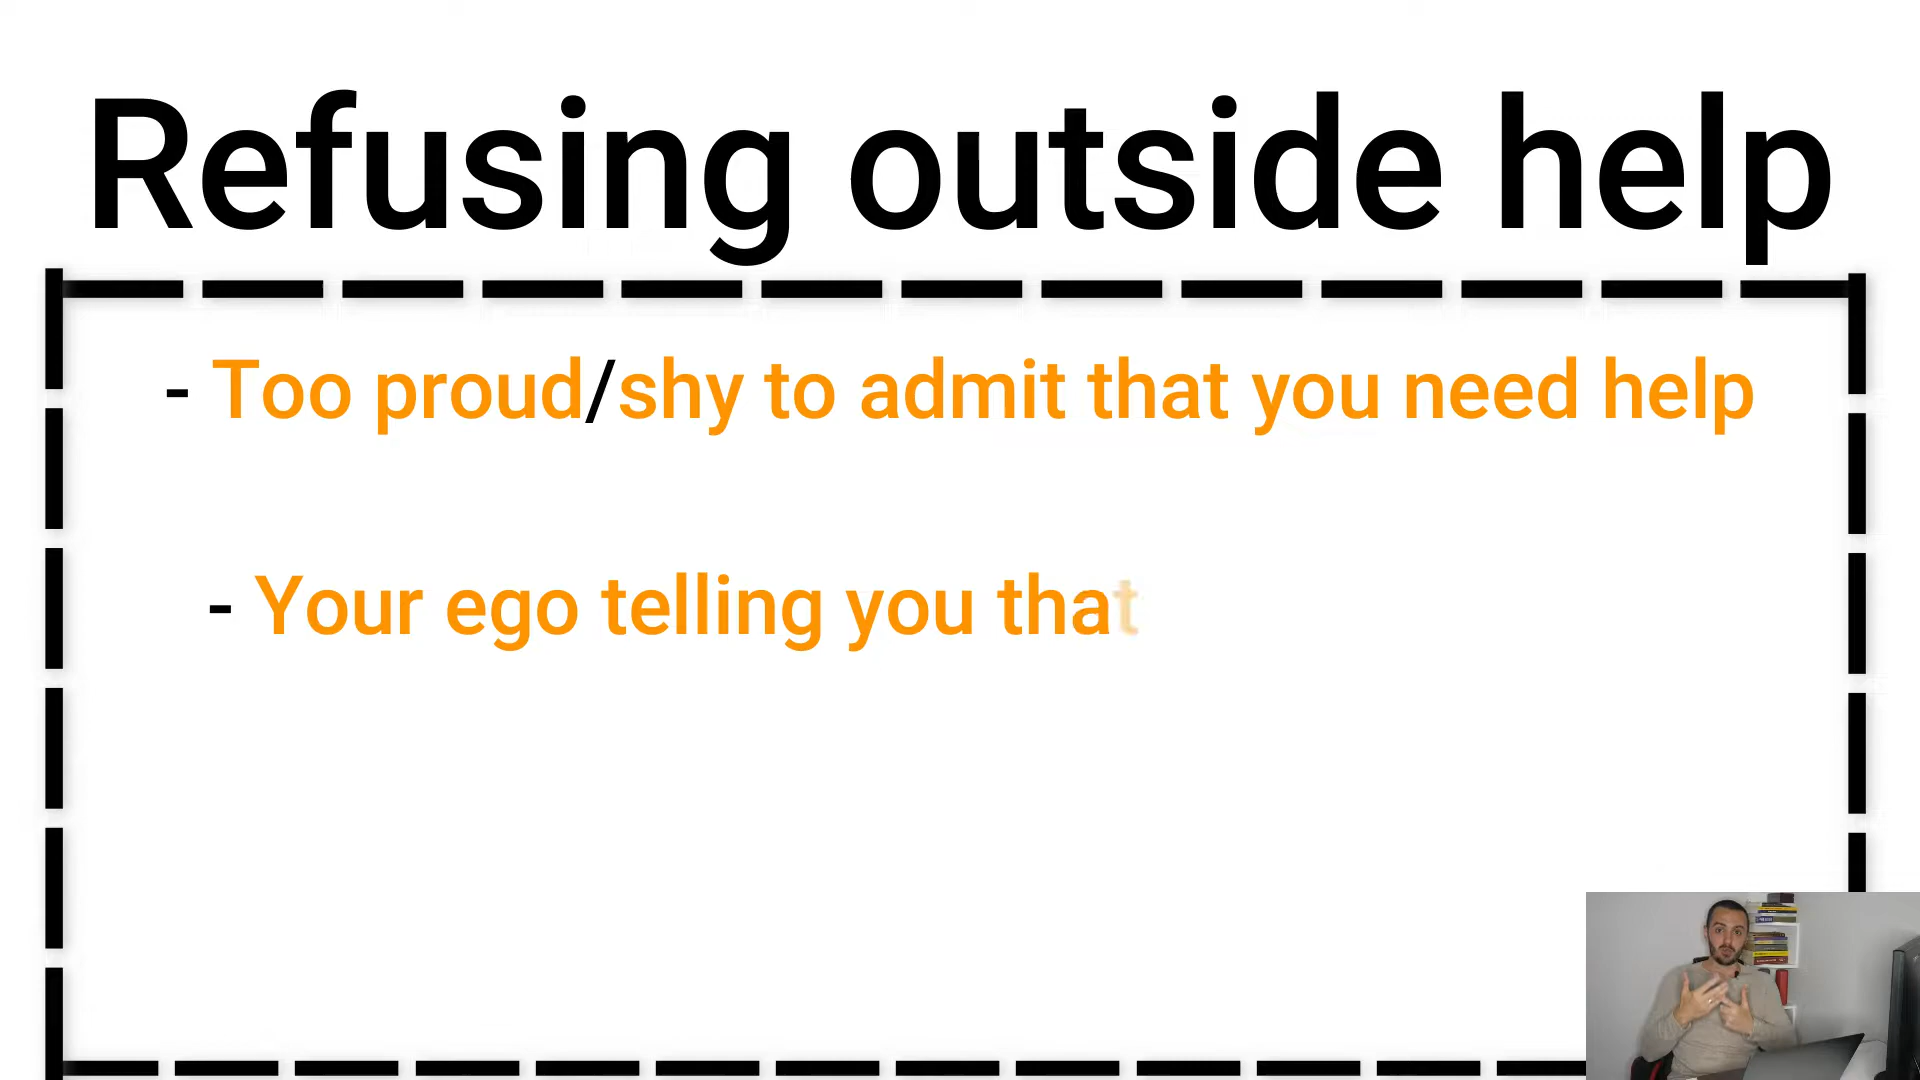 Refusing outside help
- Too proud/shy to admit that you need help
- Your ego telling you that